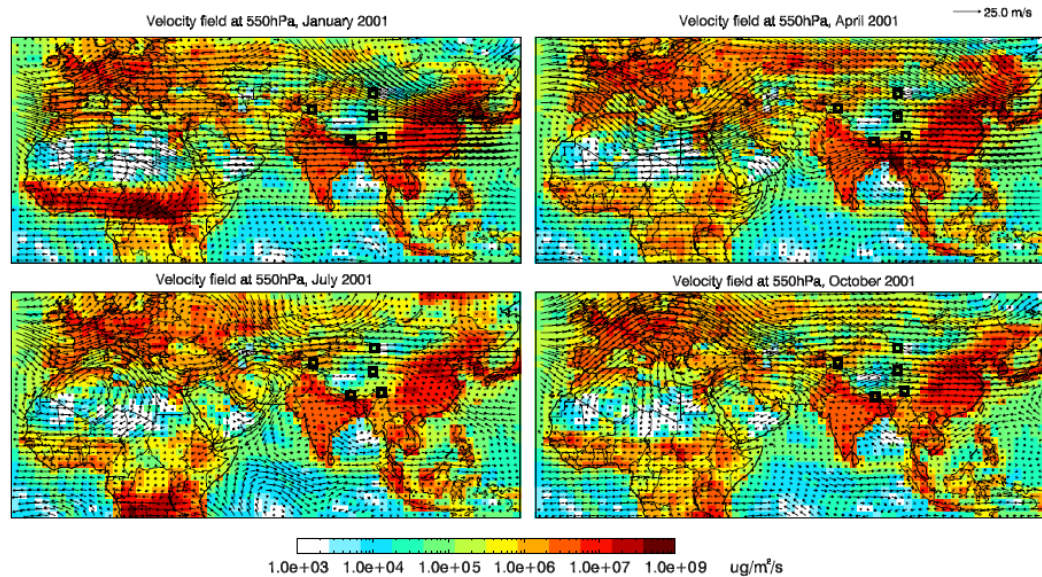 Velocity field at 550hPa, January 2001
Velocity field at 550hPa, April 2001
25.0 m/s
Velocity field at 550hPa, July 2001
Velocity field at 550hPa, October 2001
1.0e+03 1.0e+04 1.0e+05 1.0e+06 1.0e+07 1.0e+09 ug/m²/s